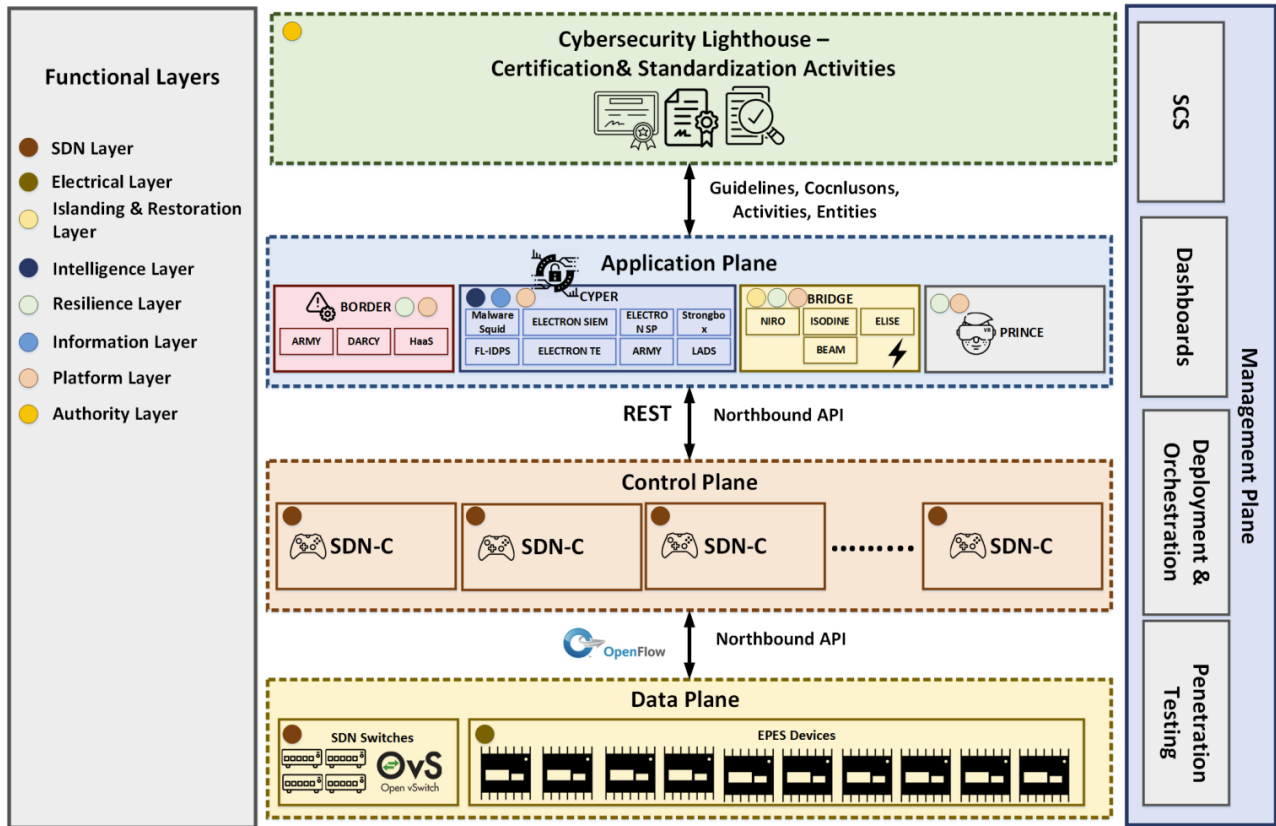 Functional Layers
SDN Layer
Electrical Layer
Islanding & Restoration
Layer
Intelligence Layer
Resilience Layer
Information Layer
Platform Layer
Authority Layer
Cybersecurity Lighthouse –
Certification& Standardization Activities
Guidelines, Cocnlusons,
Activities, Entities
Application Plane
BORDER
ARMY
DARCY
HaaS
CYPER
Malware
Squid
ELECTRON SIEM
ELECTRO
N SP
Strongbo
x
FL-IDPS
ELECTRON TE
ARMY
LADS
BRIDGE
NIRO
ISODINE
ELISE
BEAM
VR
PRINCE
REST
Northbound API
Control Plane
SDN-C
SDN-C
SDN-C
.........
SDN-C
OpenFlow
Northbound API
Data Plane
SDN Switches
OvS
Open vSwitch
EPES Devices
SCS
Dashboards
Deployment &
Orchestration
Penetration
Testing
Management Plane